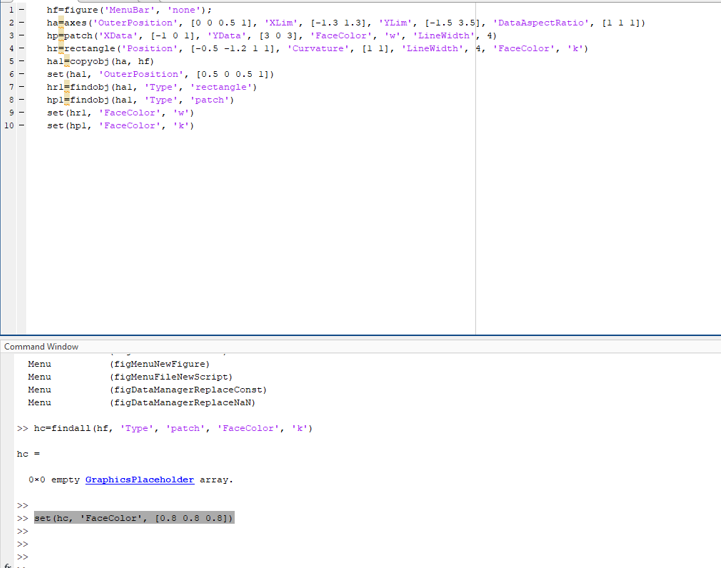 1 - hf=figure('MenuBar', 'none');
2 - ha=axes('OuterPosition', [0 0 0.5 1], 'XLim', [-1.3 1.3], 'YLim', [-1.5 3.5], 'DataAspectRatio', [1 1 1])
3 - hp=patch('XData', [-1 0 1], 'YData', [3 0 3], 'FaceColor', 'w', 'LineWidth', 4)
4 - hr=rectangle('Position', [-0.5 -1.2 1 1], 'Curvature', [1 1], 'LineWidth', 4, 'FaceColor', 'k')
5 - ha1=copyobj(ha, hf)
6 - set(ha1, 'OuterPosition', [0.5 0 0.5 1])
7 - hr1=findobj(ha1, 'Type', 'rectangle')
8 - hp1=findobj(ha1, 'Type', 'patch')
9 - set(hr1, 'FaceColor', 'w')
10 - set(hp1, 'FaceColor', 'k')
Command Window
Menu (figMenuNewFigure)
Menu (figMenuFileNewScript)
Menu (figDataManagerReplaceConst)
Menu (figDataManagerReplaceNaN)
>> hc=findall(hf, 'Type', 'patch', 'FaceColor', 'k')
hc =
0×0 empty GraphicsPlaceholder array.
>>
>> set(hc, 'FaceColor', [0.8 0.8 0.8])
>>
>>
>>